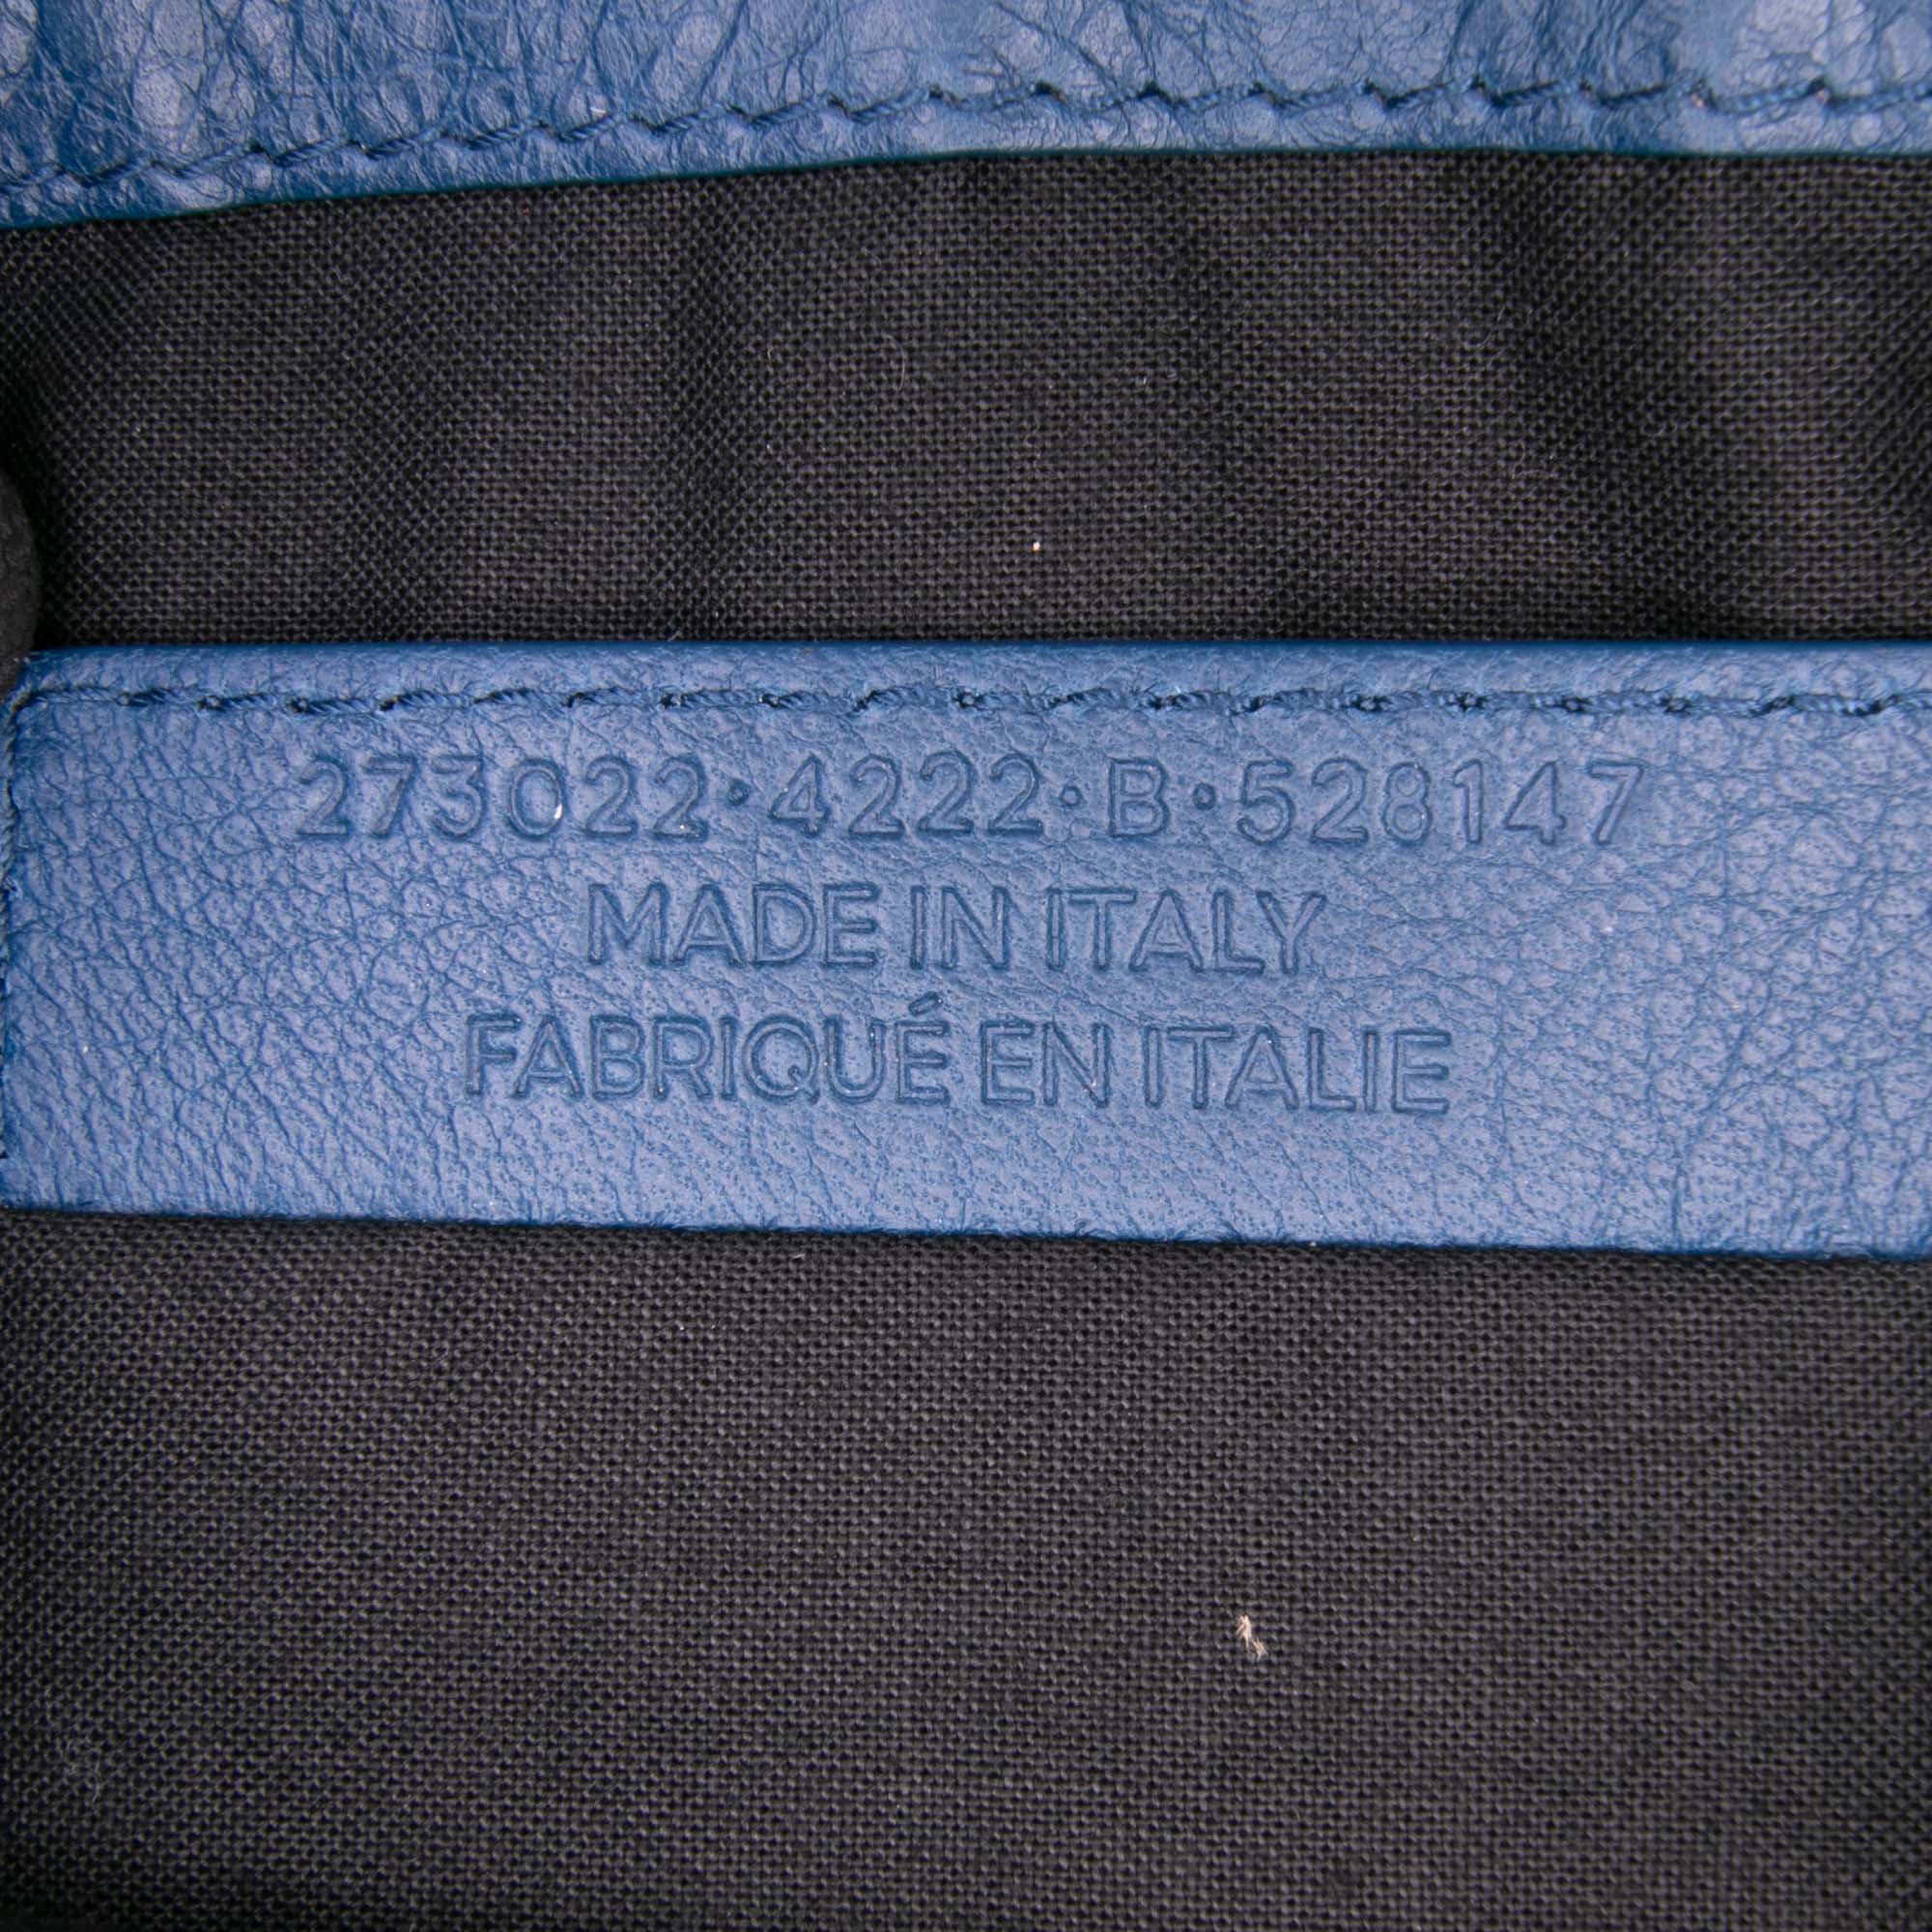 273022·4222·B·528147
MADE IN ITALY
FABRIQUÉ EN ITALIE